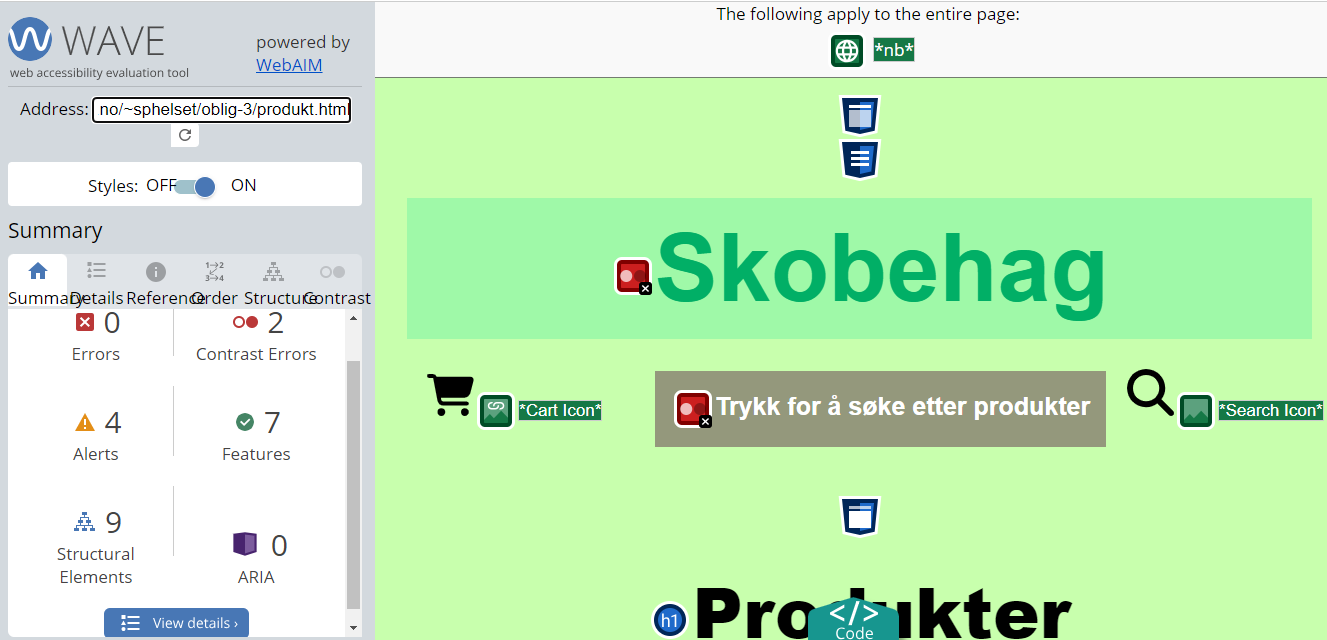 WAVE
web accessibility evaluation tool
powered by
WebAIM
Address: no/~sphelset/oblig-3/produkt.html
Styles: OFF ON
Summary
Summary Details Reference Order Structure Contrast
0 2
Errors Contrast Errors
4 7
Alerts Features
9 0
Structural
Elements
ARIA
View details ›
The following apply to the entire page:
*nb*
Skobehag
*Cart Icon*
Trykk for å søke etter produkter
*Search Icon*
h1 Produkter
</>
Code